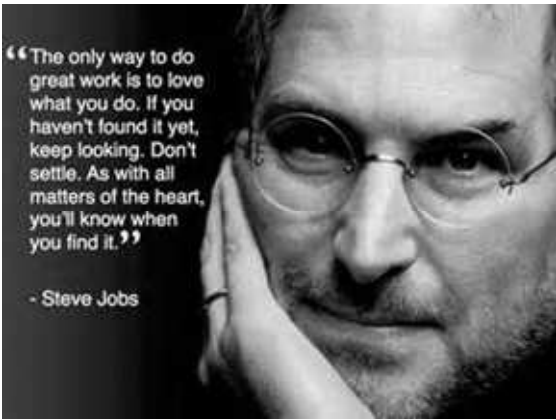 “The only way to do
great work is to love
what you do. If you
haven't found it yet,
keep looking. Don't
settle. As with all
matters of the heart,
you'll know when
you find it.”
- Steve Jobs